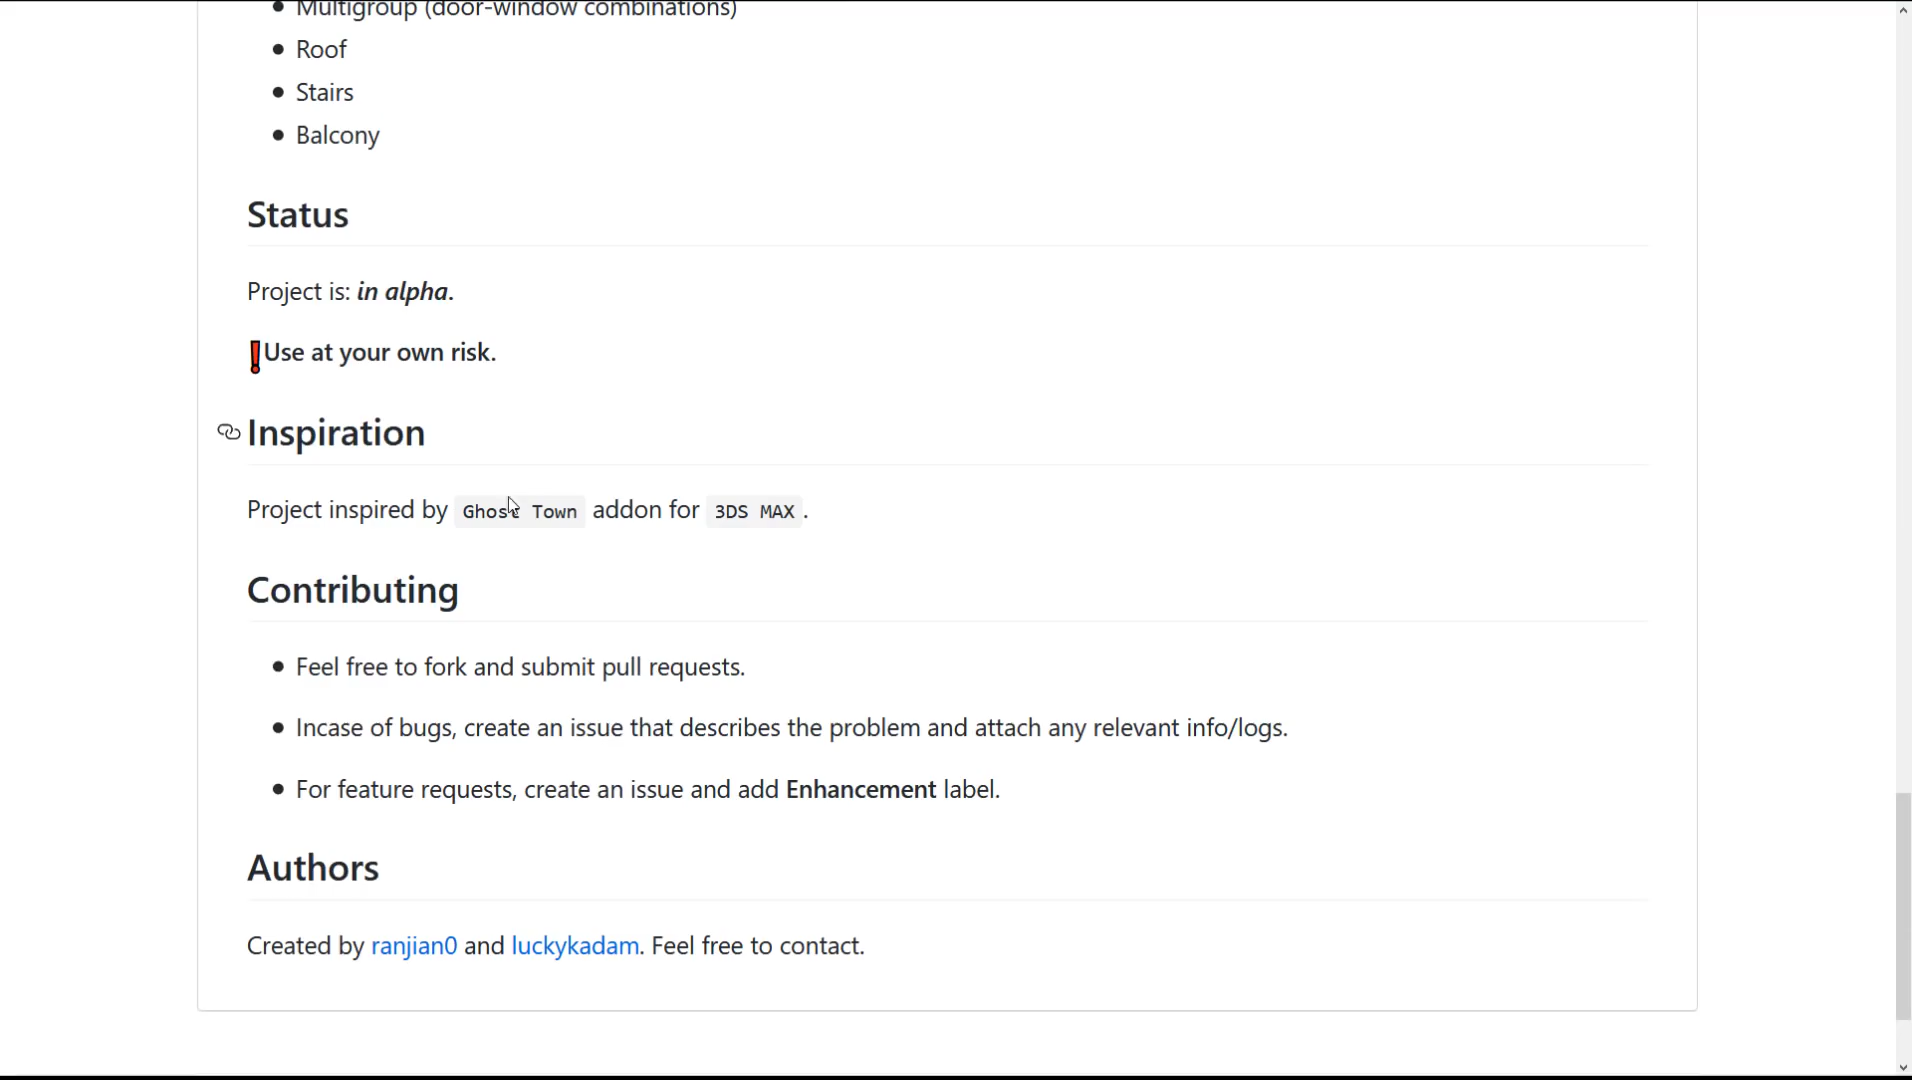 Multigroup (door-window combinations)
Roof
Stairs
Balcony
Status
Project is: in alpha.
Use at your own risk.
Inspiration
Project inspired by Ghost Town addon for 3DS MAX.
Contributing
Feel free to fork and submit pull requests.
Incase of bugs, create an issue that describes the problem and attach any relevant info/logs.
For feature requests, create an issue and add Enhancement label.
Authors
Created by ranjian0 and luckykadam. Feel free to contact.